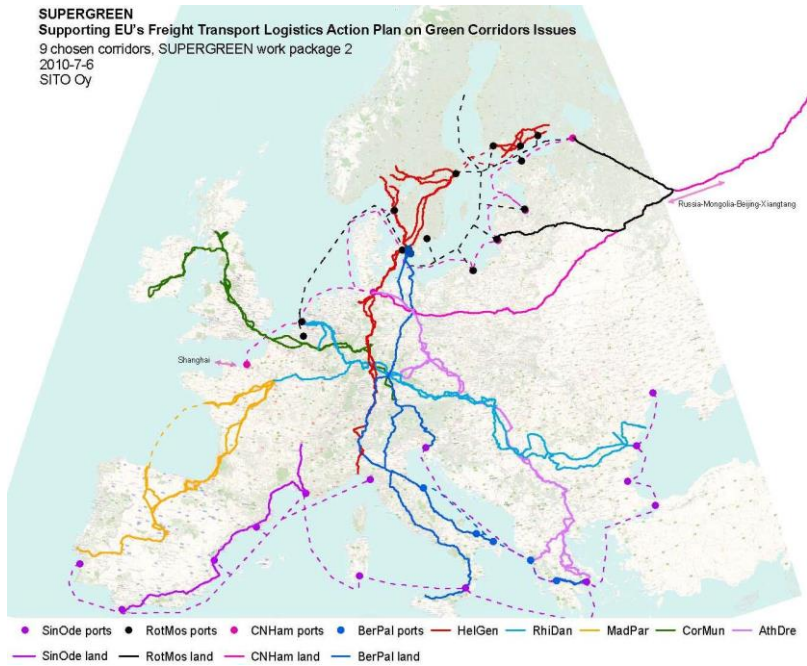 SUPERGREEN
Supporting EU's Freight Transport Logistics Action Plan on Green Corridors Issues
9 chosen corridors, SUPERGREEN work package 2
2010-7-6
SITO Oy
Russia-Mongolia-Beijing-Xiangtang
Shanghai
SinOde ports RotMos ports CNHam ports BerPal ports HelGen RhiDan MadPar CorMun AthDre
SinOde land RotMos land CNHam land BerPal land